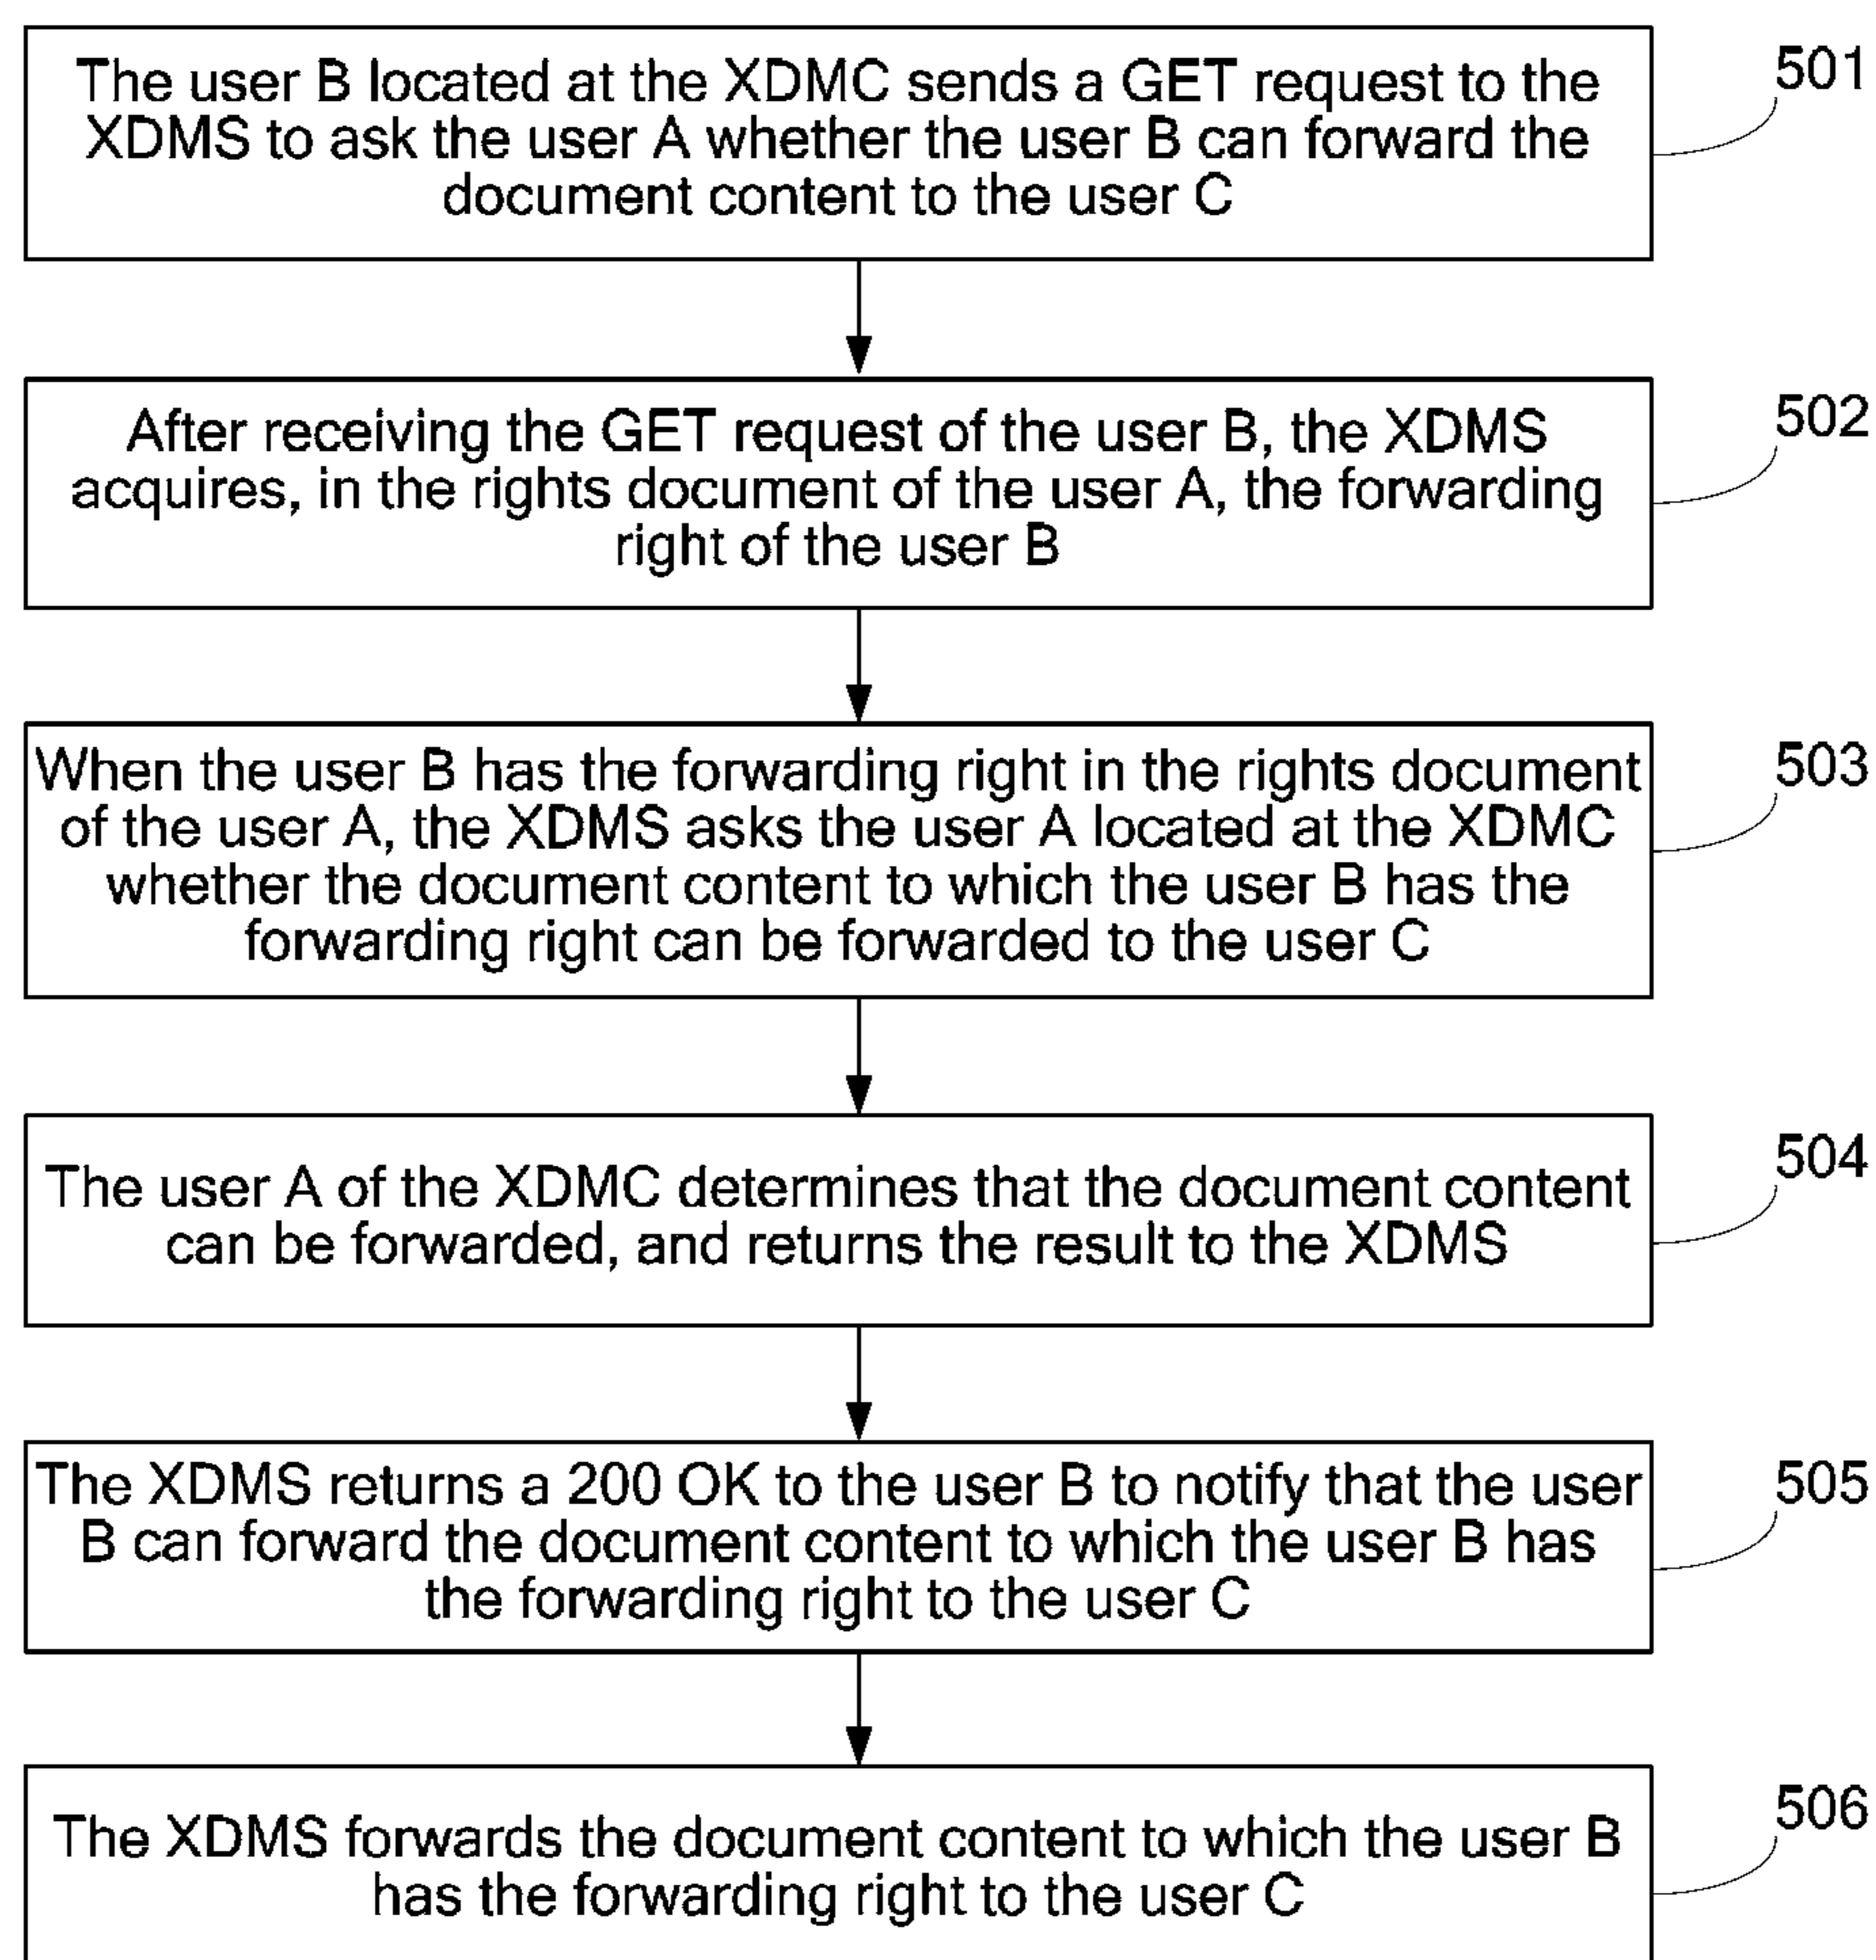 The user B located at the XDMC sends a GET request to the
XDMS to ask the user A whether the user B can forward the
document content to the user C
501
After receiving the GET request of the user B, the XDMS
acquires, in the rights document of the user A, the forwarding
right of the user B
502
When the user B has the forwarding right in the rights document
of the user A, the XDMS asks the user A located at the XDMC
whether the document content to which the user B has the
forwarding right can be forwarded to the user C
503
The user A of the XDMC determines that the document content
can be forwarded, and returns the result to the XDMS
504
The XDMS returns a 200 OK to the user B to notify that the user
B can forward the document content to which the user B has
the forwarding right to the user C
505
The XDMS forwards the document content to which the user B
has the forwarding right to the user C
506